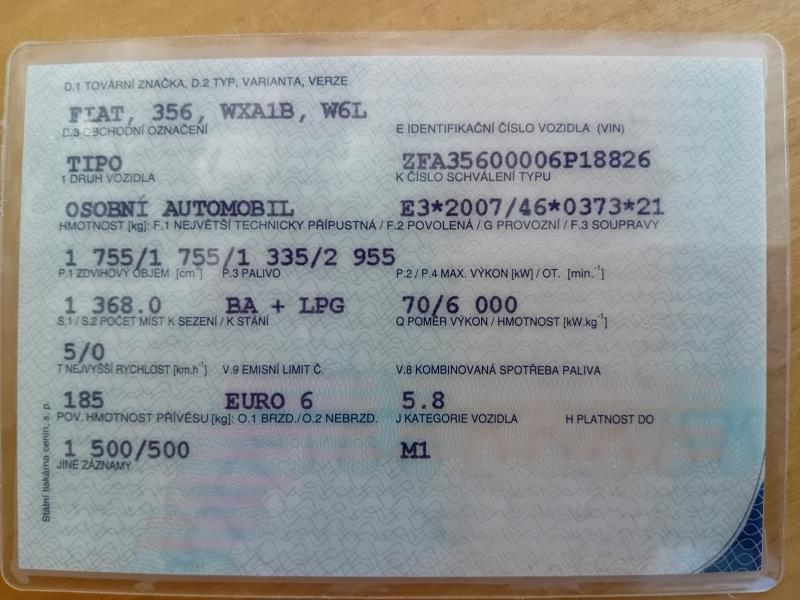 D.1 TOVÁRNÍ ZNAČKA, D.2 TYP, VARIANTA, VERZE
FIAT, 356, WXA1B, W6L
D.3 OBCHODNÍ OZNAČENÍ E IDENTIFIKAČNÍ ČÍSLO VOZIDLA (VIN)
TIPO ZFA35600006P18826
1 DRUH VOZIDLA K ČÍSLO SCHVÁLENÍ TYPU
OSOBNÍ AUTOMOBIL E3*2007/46*0373*21
HMOTNOST [kg]: F.1 NEJVĚTŠÍ TECHNICKY PŘÍPUSTNÁ / F.2 POVOLENÁ / G PROVOZNÍ / F.3 SOUPRAVY
1 755/1 755/1 335/2 955
P.1 ZDVIHOVÝ OBJEM [cm³] P.3 PALIVO P.2 / P.4 MAX. VÝKON [kW] / OT. [min.⁻¹]
1 368.0 BA + LPG 70/6 000
S.1 / S.2 POČET MÍST K SEZENÍ / K STÁNÍ Q POMĚR VÝKON / HMOTNOST [kW.kg⁻¹]
5/0
T NEJVYŠŠÍ RYCHLOST [km.h⁻¹] V.9 EMISNÍ LIMIT Č. V.8 KOMBINOVANÁ SPOTŘEBA PALIVA
185 EURO 6 5.8
POV. HMOTNOST PŘÍVĚSU [kg]: O.1 BRZD./O.2 NEBRZD. J KATEGORIE VOZIDLA H PLATNOST DO
1 500/500 M1
JINÉ ZÁZNAMY
Státní tiskárna cenin, s. p.